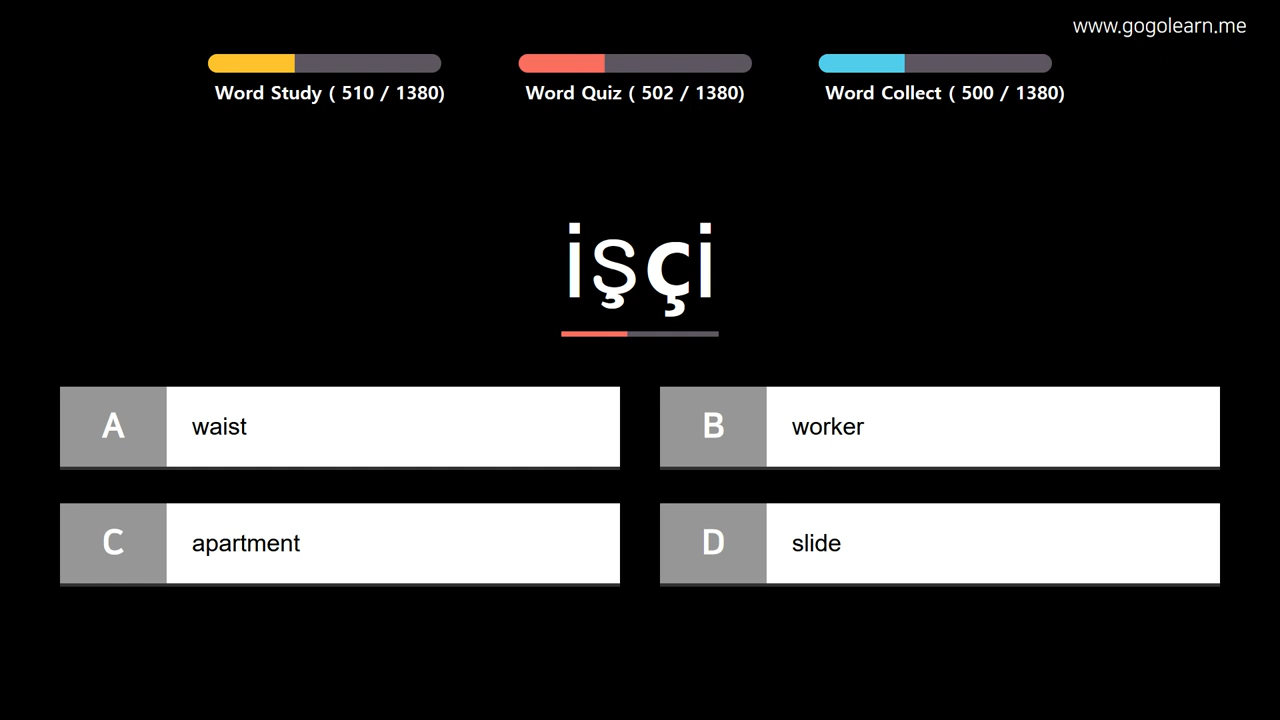 www.gogolearn.me
Word Study ( 510 / 1380)
Word Quiz ( 502 / 1380)
Word Collect ( 500 / 1380)
işçi
A waist
B worker
C apartment
D slide